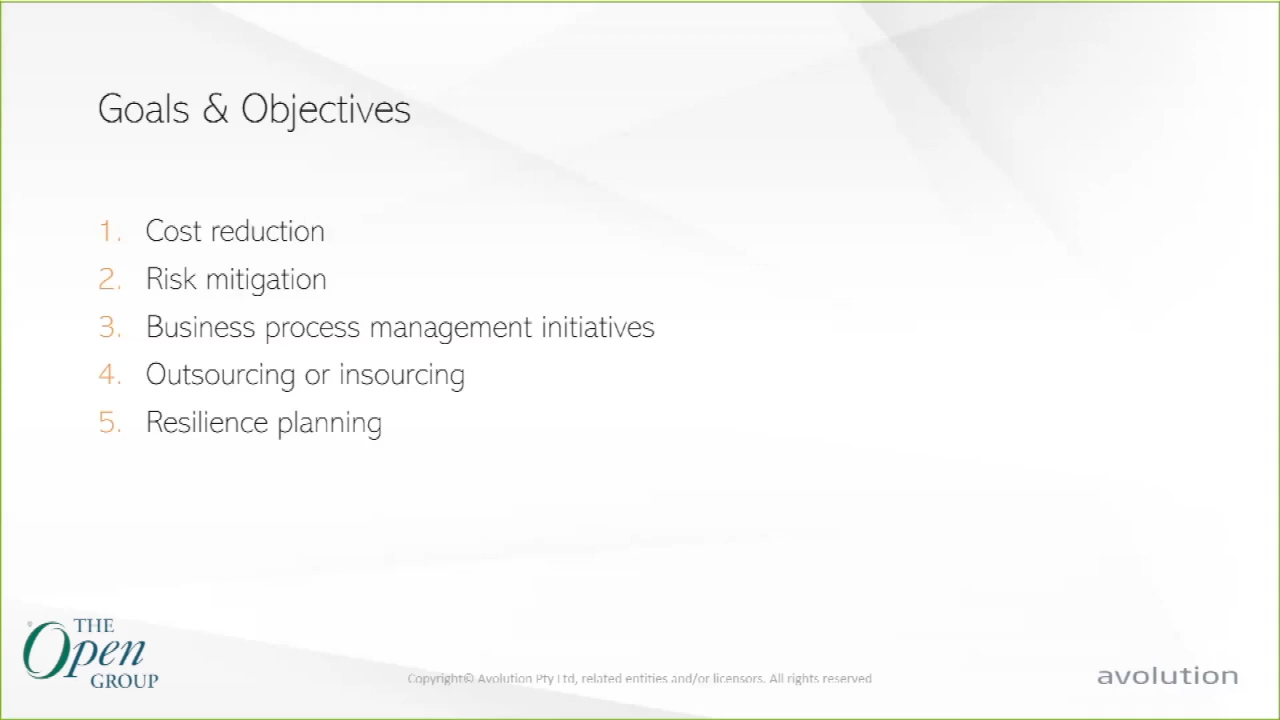 Goals & Objectives
1. Cost reduction
2. Risk mitigation
3. Business process management initiatives
4. Outsourcing or insourcing
5. Resilience planning
THE
Open
GROUP
Copyright© Avolution Pty Ltd, related entities and/or licensors. All rights reserved
avolution